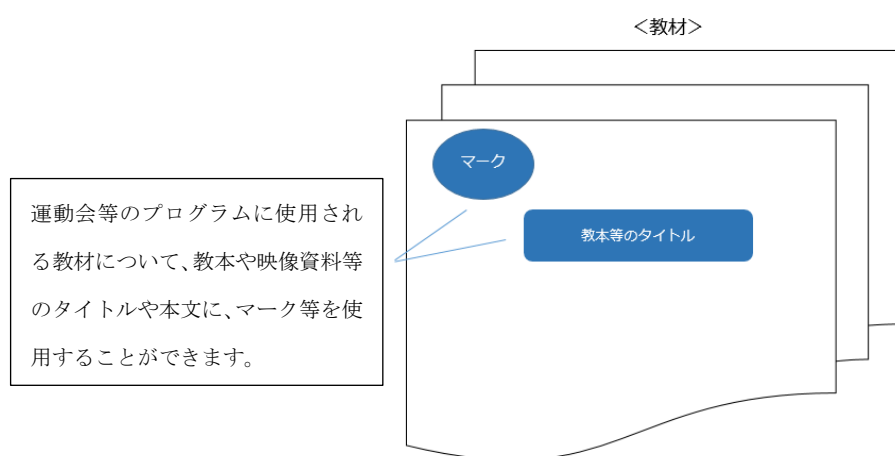 ＜教材＞
マーク
教本等のタイトル
運動会等のプログラムに使用され
る教材について、教本や映像資料等
のタイトルや本文に、マーク等を使
用することができます。